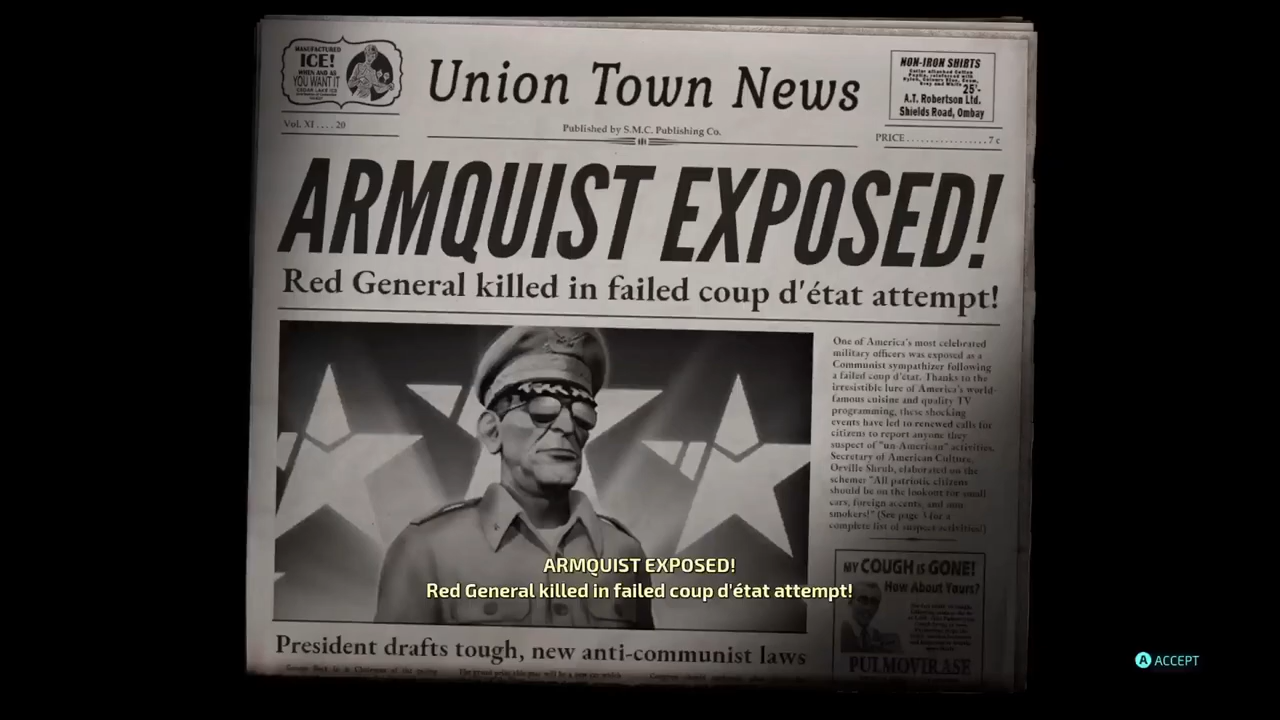 MANUFACTURED
ICE!
WHEN AND AS
YOU WANT IT
CEDAR LAKE ICE
Union Town News
NON-IRON SHIRTS
25'-
A.T. Robertson Ltd.
Shields Road, Ombay
Vol. XI .... 20
Published by S.M.C. Publishing Co.
PRICE.................7 c
ARMQUIST EXPOSED!
Red General killed in failed coup d'état attempt!
One of America's most celebrated
military officers was exposed as a
Communist sympathizer following
a failed coup d'état. Thanks to the
irresistible lure of America's world-
famous cuisine and quality TV
programming, these shocking
events have led to renewed calls for
citizens to report anyone they
suspect of "un-American" activities.
Secretary of American Culture,
Orville Shrub, elaborated on the
scheme: "All patriotic citizens
should be on the lookout for small
cars, foreign accents, and non
smokers!" (See page 3 for a
complete list of suspect activities!)
ARMQUIST EXPOSED!
Red General killed in failed coup d'état attempt!
MY COUGH IS GONE!
How About Yours?
PULMOVIRASE
President drafts tough, new anti-communist laws
A ACCEPT